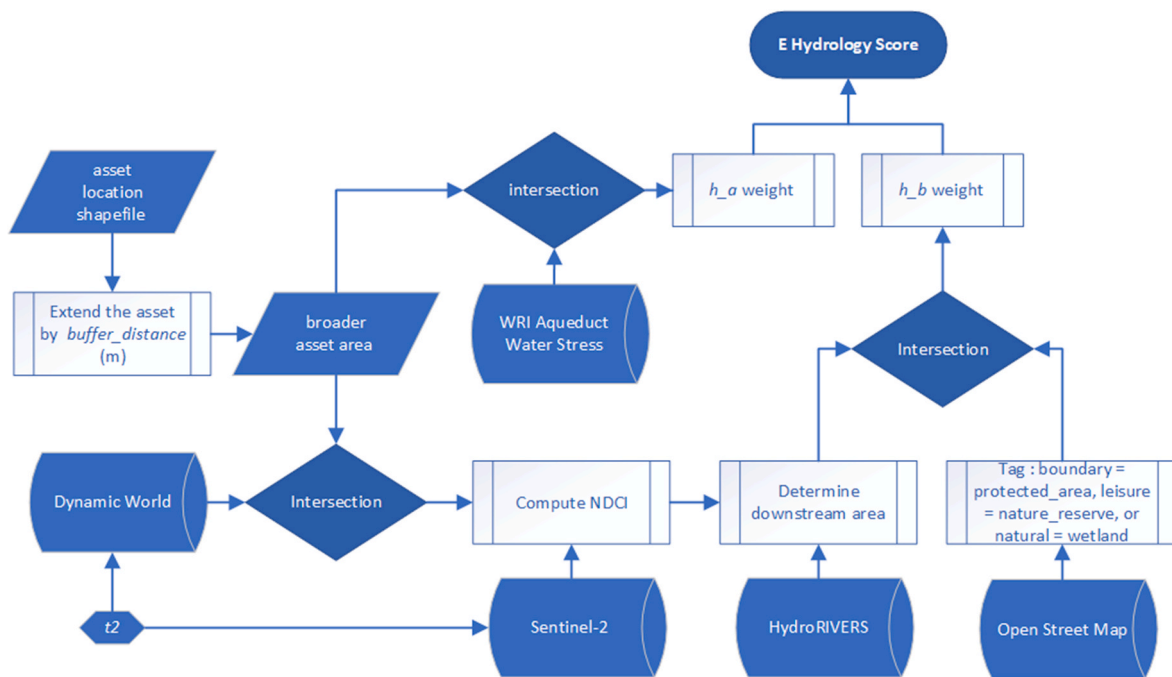 E Hydrology Score
asset
location
shapefile
intersection
h_a weight
h_b weight
Extend the asset
by buffer_distance
(m)
broader
asset area
WRI Aqueduct
Water Stress
Intersection
Dynamic World
Intersection
Compute NDCI
Determine
downstream area
Tag : boundary =
protected_area, leisure
= nature_reserve, or
natural = wetland
t2
Sentinel-2
HydroRIVERS
Open Street Map